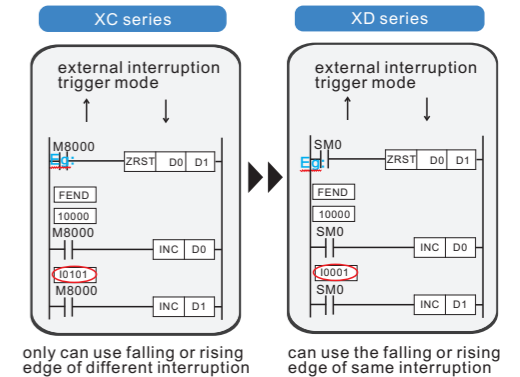 XC series
external interruption
trigger mode
M8000
Eg:
ZRST D0 D1
FEND
10000
M8000
INC D0
I0101
M8000
INC D1
only can use falling or rising
edge of different interruption
XD series
external interruption
trigger mode
SM0
Eg:
ZRST D0 D1
FEND
10000
SM0
INC D0
I0001
SM0
INC D1
can use the falling or rising
edge of same interruption